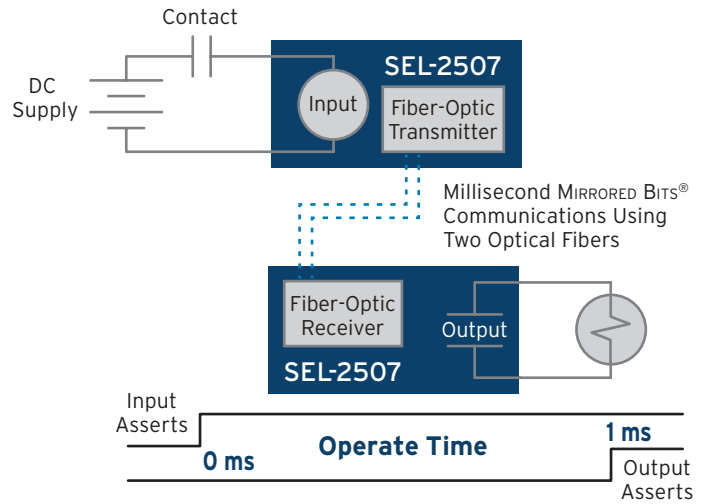 Contact
DC
Supply
SEL-2507
Input
Fiber-Optic
Transmitter
Millisecond MIRRORED BITS®
Communications Using
Two Optical Fibers
Fiber-Optic
Receiver
Output
SEL-2507
Input
Asserts
0 ms
Operate Time
1 ms
Output
Asserts